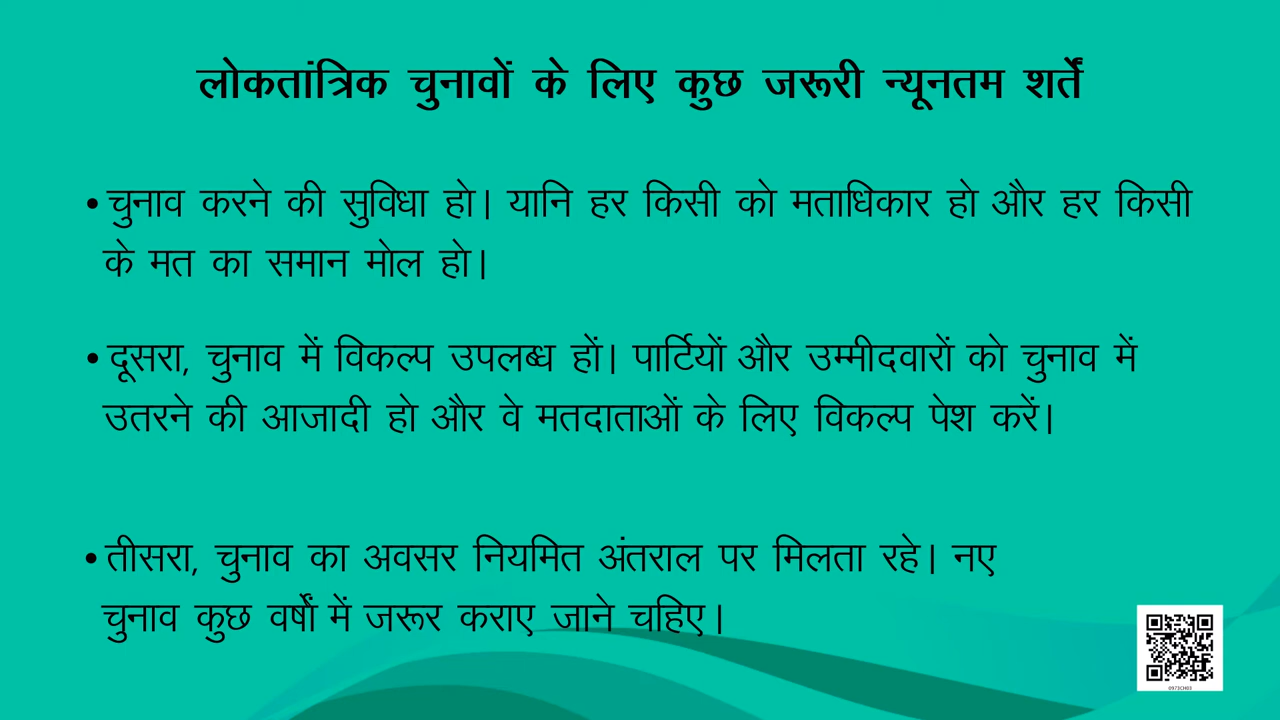 लोकतांत्रिक चुनावों के लिए कुछ जरूरी न्यूनतम शर्तें
• चुनाव करने की सुविधा हो। यानि हर किसी को मताधिकार हो और हर किसी
के मत का समान मोल हो।
• दूसरा, चुनाव में विकल्प उपलब्ध हों। पार्टियों और उम्मीदवारों को चुनाव में
उतरने की आजादी हो और वे मतदाताओं के लिए विकल्प पेश करें।
• तीसरा, चुनाव का अवसर नियमित अंतराल पर मिलता रहे। नए
चुनाव कुछ वर्षों में जरूर कराए जाने चहिए।
0973CH03